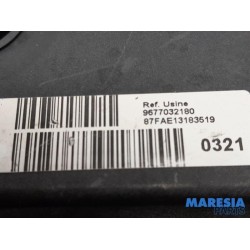 Ref. Usine
9677032180
87FAE13183519
0321
MARESIA